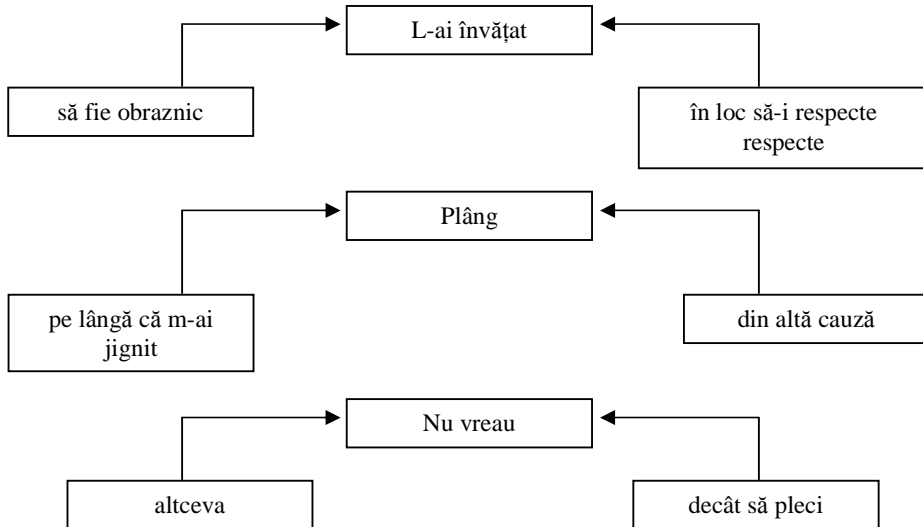 L-ai învățat
să fie obraznic
în loc să-i respecte
respecte
Plâng
pe lângă că m-ai
jignit
din altă cauză
Nu vreau
altceva
decât să pleci